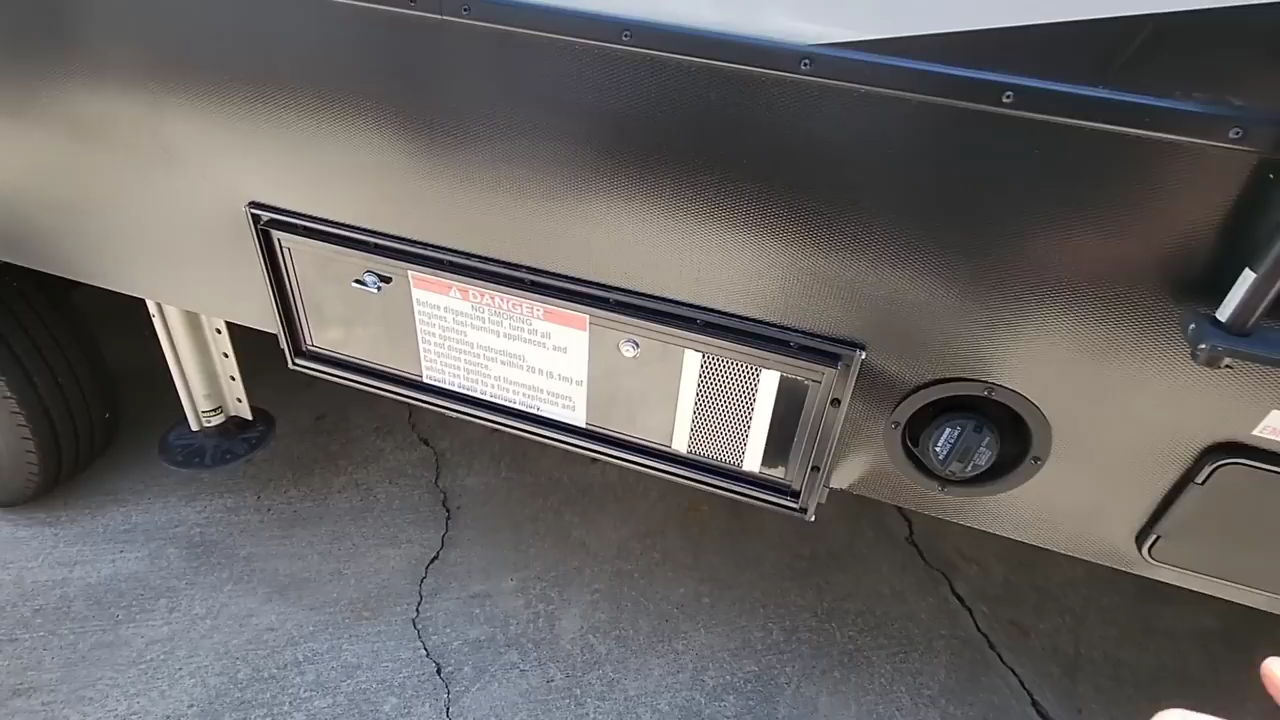 DANGER
NO SMOKING
Before dispensing fuel, turn off all
engines, fuel-burning appliances, and
their igniters
(see operating instructions).
Do not dispense fuel within 20 ft (6.1m) of
an ignition source.
Can cause ignition of flammable vapors,
which can lead to a fire or explosion and
result in death or serious injury.
WARNING